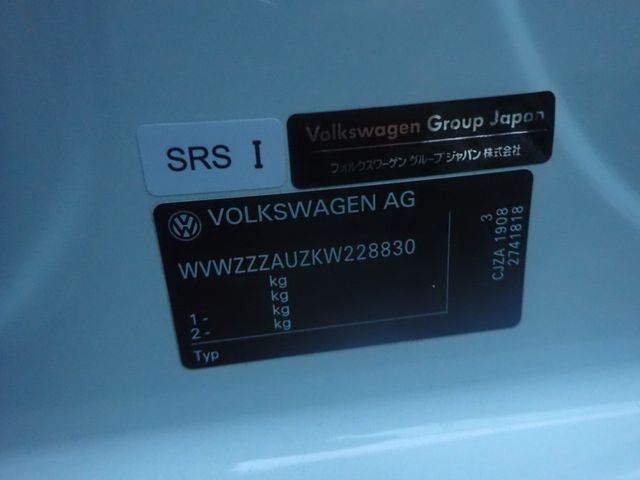 SRS I
Volkswagen Group Japan
フォルクスワーゲン グループ ジャパン 株式会社
VOLKSWAGEN AG
WVWZZZAUZKW228830
kg
kg
1 - kg
2 - kg
Typ
3
CJZA 1908
2741818